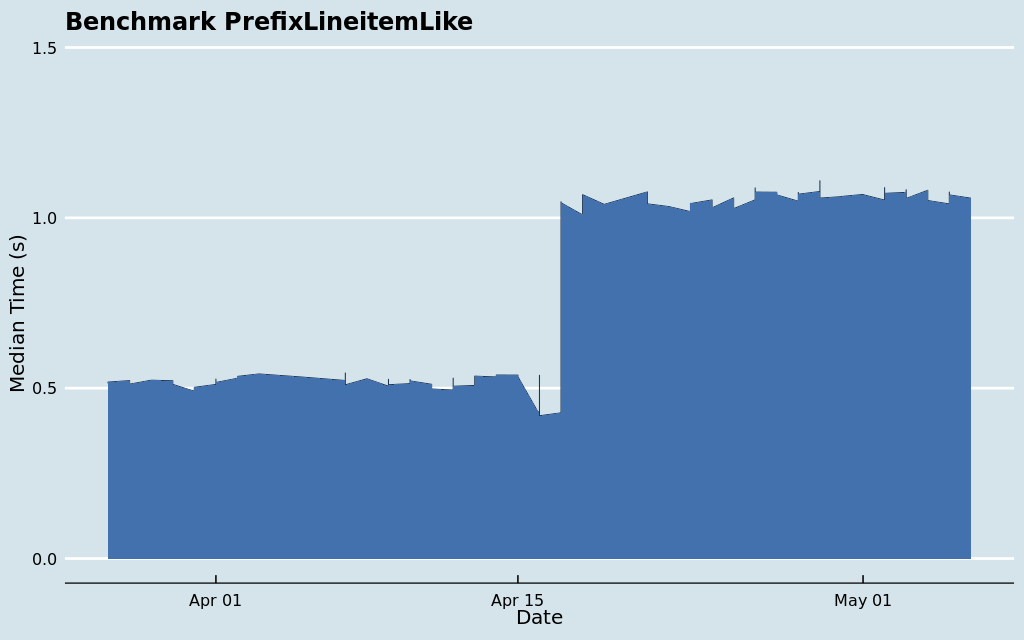 Benchmark PrefixLineitemLike
1.5
1.0
0.5
0.0
Median Time (s)
Apr 01
Apr 15
May 01
Date